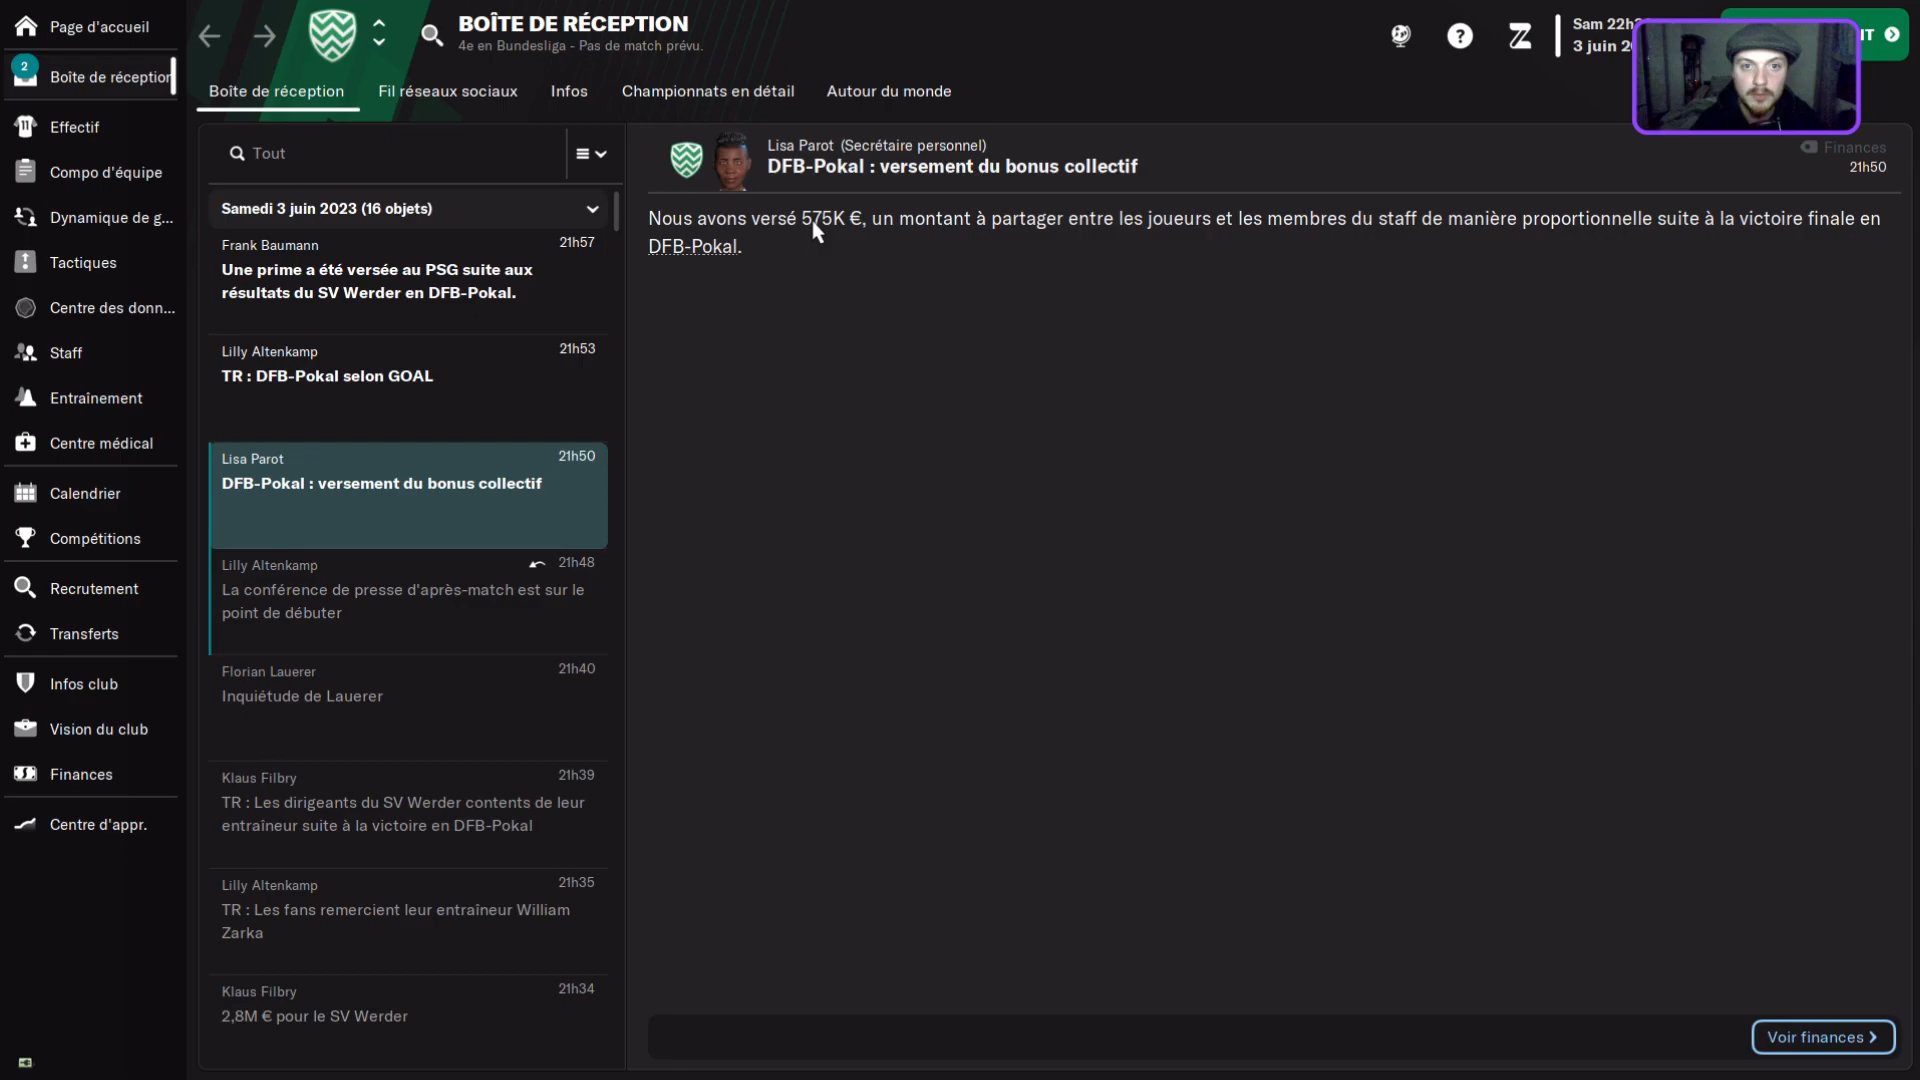 Page d'accueil
2
Boîte de réception
Effectif
Compo d'équipe
Dynamique de g...
Tactiques
Centre des donn...
Staff
Entraînement
Centre médical
Calendrier
Compétitions
Recrutement
Transferts
Infos club
Vision du club
Finances
Centre d'appr.
BOÎTE DE RÉCEPTION
4e en Bundesliga - Pas de match prévu.
Sam 22h
3 juin 2
Boîte de réception
Fil réseaux sociaux
Infos
Championnats en détail
Autour du monde
Tout
Samedi 3 juin 2023 (16 objets)
Frank Baumann
21h57
Une prime a été versée au PSG suite aux
résultats du SV Werder en DFB-Pokal.
Lilly Altenkamp
21h53
TR : DFB-Pokal selon GOAL
Lisa Parot
21h50
DFB-Pokal : versement du bonus collectif
Lilly Altenkamp
21h48
La conférence de presse d'après-match est sur le
point de débuter
Florian Lauerer
21h40
Inquiétude de Lauerer
Klaus Filbry
21h39
TR : Les dirigeants du SV Werder contents de leur
entraîneur suite à la victoire en DFB-Pokal
Lilly Altenkamp
21h35
TR : Les fans remercient leur entraîneur William
Zarka
Klaus Filbry
21h34
2,8M € pour le SV Werder
Lisa Parot (Secrétaire personnel)
DFB-Pokal : versement du bonus collectif
Finances
21h50
Nous avons versé 575K €, un montant à partager entre les joueurs et les membres du staff de manière proportionnelle suite à la victoire finale en
DFB-Pokal.
Voir finances